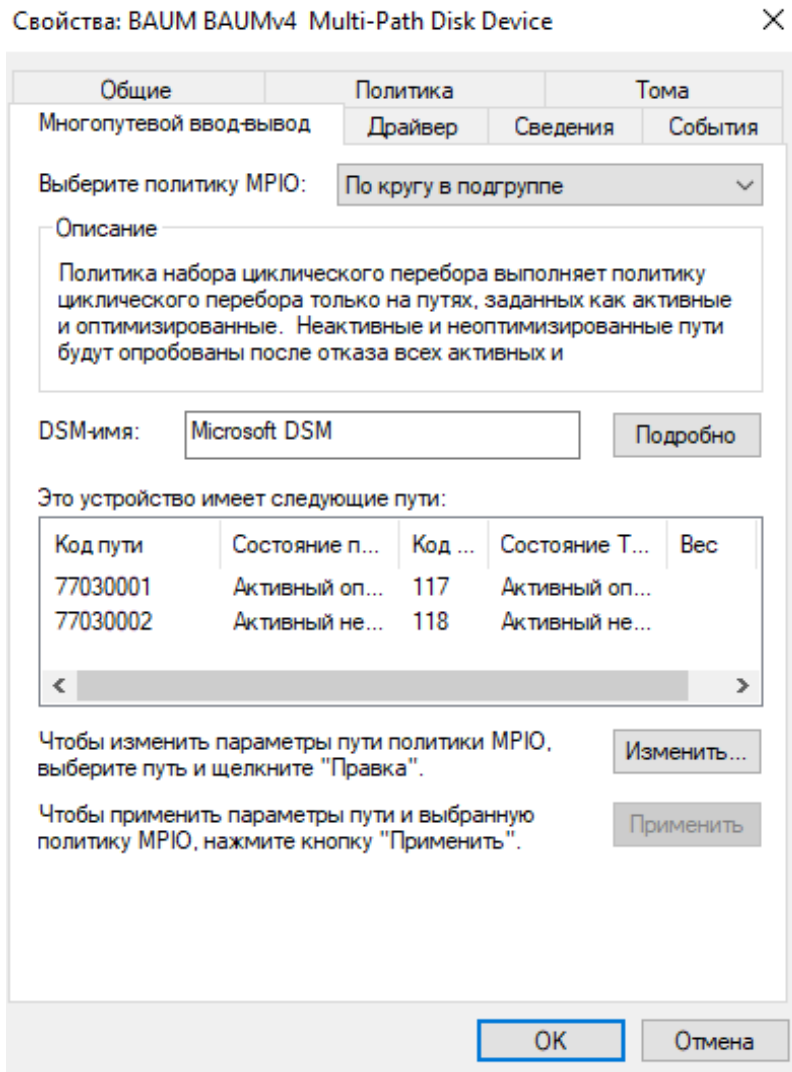 Свойства: BAUM BAUMv4 Multi-Path Disk Device
Общие Политика Тома
Многопутевой ввод-вывод Драйвер Сведения События
Выберите политику MPIO: По кругу в подгруппе
Описание
Политика набора циклического перебора выполняет политику
циклического перебора только на путях, заданных как активные
и оптимизированные. Неактивные и неоптимизированные пути
будут опробованы после отказа всех активных и
DSM-имя: Microsoft DSM Подробно
Это устройство имеет следующие пути:
Код пути Состояние п... Код ... Состояние Т... Вес
77030001 Активный оп... 117 Активный оп...
77030002 Активный не... 118 Активный не...
Чтобы изменить параметры пути политики MPIO,
выберите путь и щелкните "Правка".
Изменить...
Чтобы применить параметры пути и выбранную
политику MPIO, нажмите кнопку "Применить".
Применить
OK Отмена